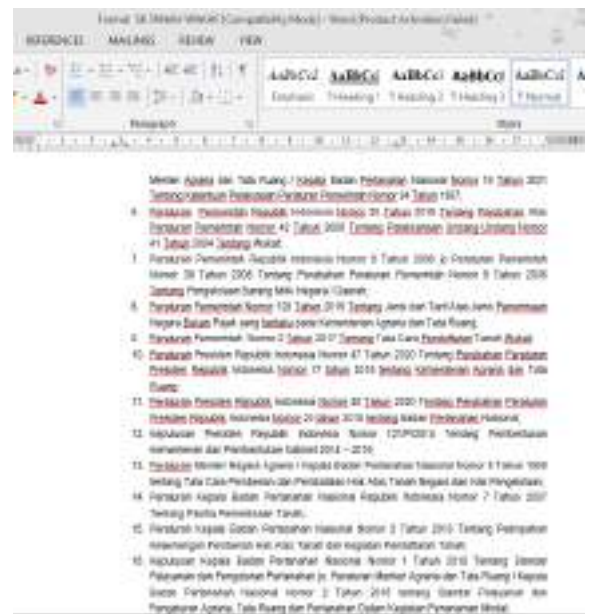 Format SK TANAH WAKAF [Compatibility Mode] - Word (Product Activation Failed)
REFERENCES MAILINGS REVIEW VIEW
AaBbCcI AaBbCc AaBbCc AaBbCc AaBbCcI
Emphasis Heading 1 Heading 2 Heading 3 Normal
Paragraph Styles
Menteri Agraria dan Tata Ruang / Kepala Badan Pertanahan Nasional Nomor 2021
Tentang Ketentuan Pelaksanaan Peraturan Pemerintah Nomor 24 Tahun 1997.
6. Peraturan Pemerintah Republik Indonesia Nomor 25 Tahun 2018 Tentang Perubahan Atas
Peraturan Pemerintah Nomor 42 Tahun 2006 Tentang Pelaksanaan Undang-Undang Nomor
41 Tahun 2004 Tentang Wakaf.
7. Peraturan Pemerintah Republik Indonesia Nomor 6 Tahun 2006 jo Peraturan Pemerintah
Nomor 38 Tahun 2008 Tentang Perubahan Peraturan Pemerintah Nomor 6 Tahun 2006
Tentang Pengelolaan Barang Milik Negara / Daerah;
8. Peraturan Pemerintah Nomor 128 Tahun 2015 Tentang Jenis dan Tarif Atas Jenis Penerimaan
Negara Bukan Pajak yang berlaku pada Kementerian Agraria dan Tata Ruang;
9. Peraturan Pemerintah Nomor 2 Tahun 2017 Tentang Tata Cara Pendaftaran Tanah Wakaf.
10. Peraturan Presiden Republik Indonesia Nomor 47 Tahun 2020 Tentang Perubahan Peraturan
Presiden Republik Indonesia Nomor 17 tahun 2015 tentang Kementerian Agraria dan Tata
Ruang;
11. Peraturan Presiden Republik Indonesia Nomor 48 Tahun 2020 Tentang Perubahan Peraturan
Presiden Republik Indonesia Nomor 20 tahun 2015 tentang Badan Pertanahan Nasional;
12. Keputusan Presiden Republik Indonesia Nomor 121/P/2014 Tentang Pembentukan
Kementerian dan Pembentukan Kabinet 2014 – 2019;
13. Peraturan Menteri Negara Agraria / Kepala Badan Pertanahan Nasional Nomor 9 Tahun 1999
tentang Tata Cara Pemberian dan Pembatalan Hak Atas Tanah Negara dan Hak Pengelolaan;
14. Peraturan Kepala Badan Pertanahan Nasional Republik Indonesia Nomor 7 Tahun 2007
Tentang Panitia Pemeriksaan Tanah;
15. Peraturan Kepala Badan Pertanahan Nasional Nomor 2 Tahun 2013 Tentang Pelimpahan
Kewenangan Pemberian Hak Atas Tanah dan Kegiatan Pendaftaran Tanah;
16. Keputusan Kepala Badan Pertanahan Nasional Nomor 1 Tahun 2010 Tentang Standar
Pelayanan dan Pengaturan Pertanahan jo. Peraturan Menteri Agraria dan Tata Ruang / Kepala
Badan Pertanahan Nasional Nomor 2 Tahun 2015 tentang Standar Pelayanan dan
Pengaturan Agraria, Tata Ruang dan Pertanahan Dalam Kegiatan Penanaman Modal;